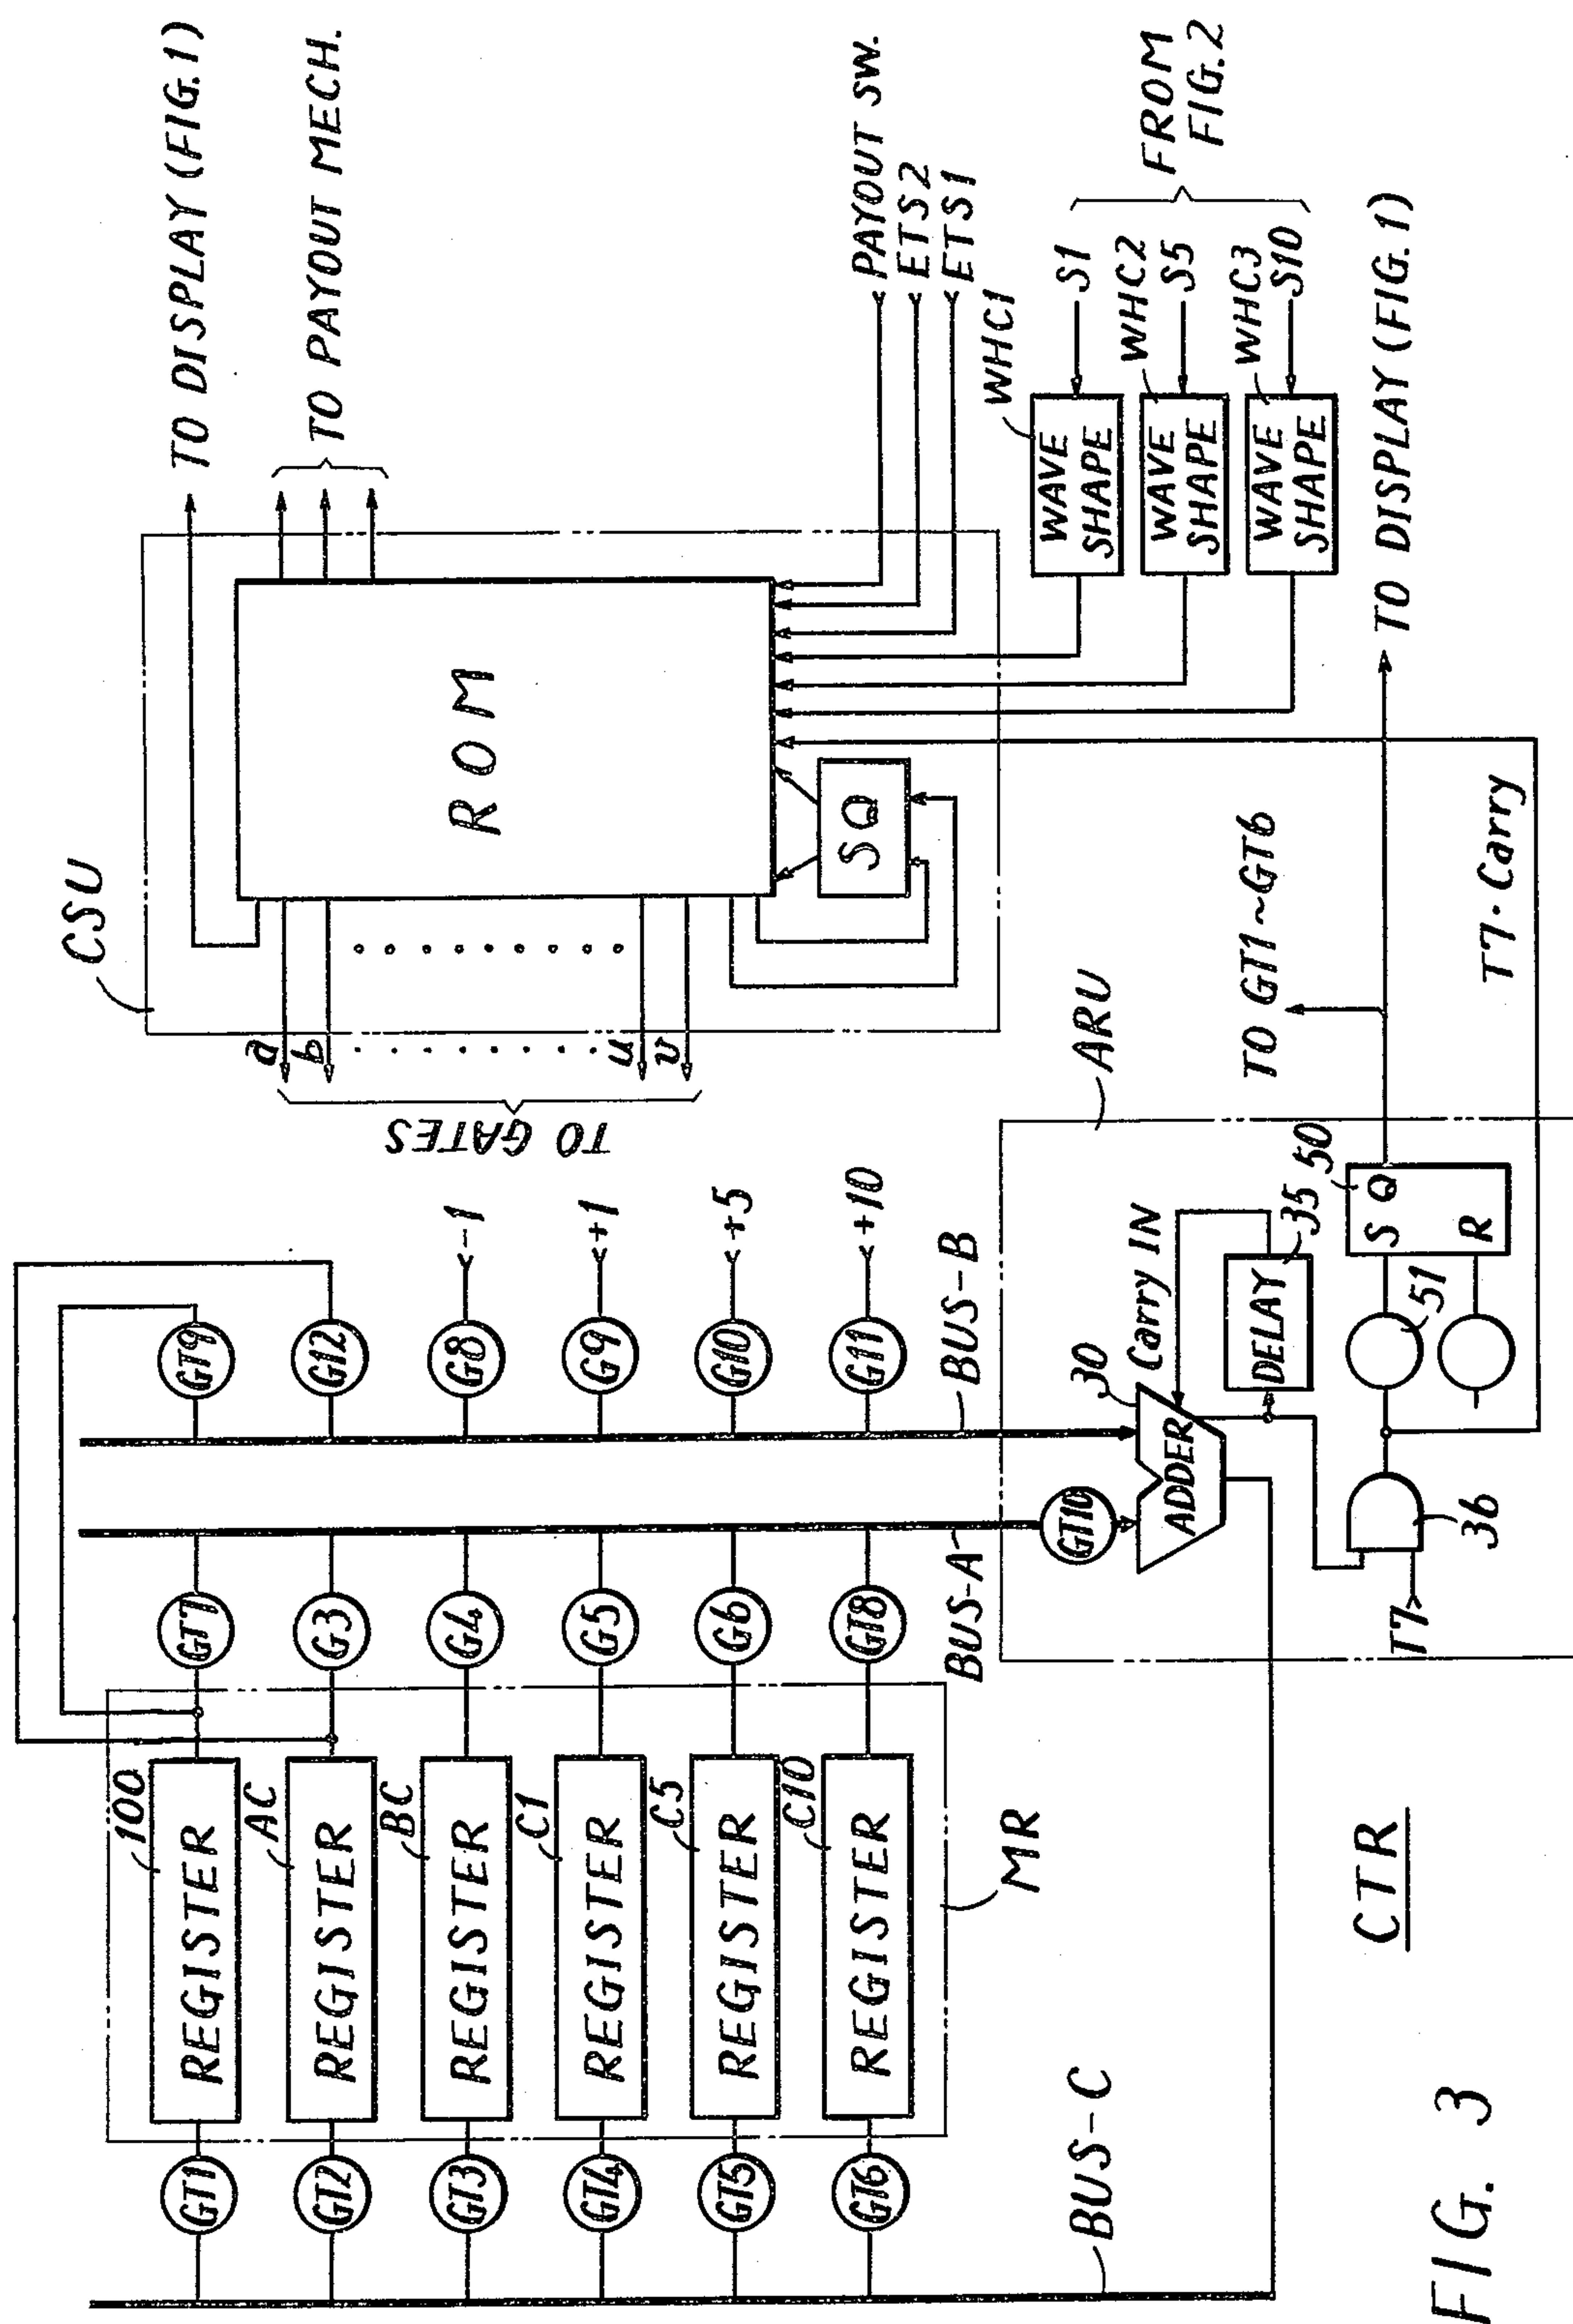 TO DISPLAY (FIG.1)
TO PAYOUT MECH.
PAYOUT SW.
ETS2
ETS1
FROM
FIG.2
S1
S5
S10
WHC1
WHC2
WHC3
WAVE
SHAPE
WAVE
SHAPE
WAVE
SHAPE
TO DISPLAY (FIG.1)
CSU
ROM
SQ
a
b
u
v
TO GATES
TO GT1~GT6
T7·Carry
ARU
-1
+1
+5
+10
GT9
G12
G8
G9
G10
G11
BUS-B
Carry IN
30
ADDER
DELAY
35
50
S Q
R
51
36
T7
GT7
G3
G4
G5
G6
GT8
BUS-A
GT10
100
REGISTER
AC
REGISTER
BC
REGISTER
C1
REGISTER
C5
REGISTER
C10
REGISTER
MR
GT1
GT2
GT3
GT4
GT5
GT6
BUS-C
CTR
FIG. 3